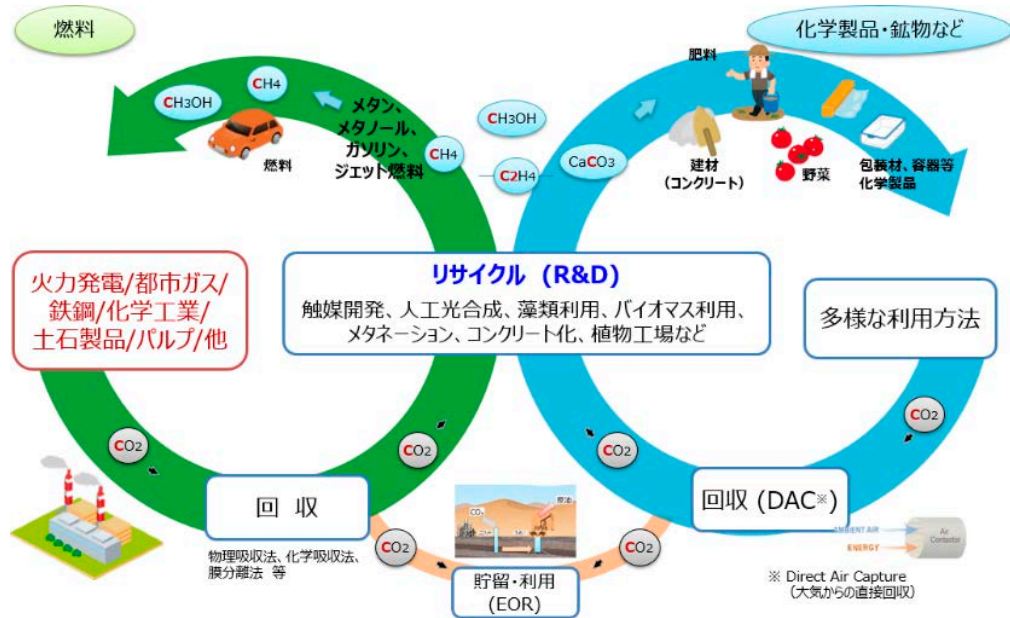 燃料
化学製品・鉱物など
肥料
CH4
CH3OH
メタン、
メタノール、
ガソリン、
ジェット燃料
燃料
CH4
CH3OH
C2H4
CaCO3
建材
(コンクリート)
野菜
包装材、容器等
化学製品
火力発電/都市ガス/
鉄鋼/化学工業/
土石製品/パルプ/他
リサイクル (R&D)
触媒開発、人工光合成、藻類利用、バイオマス利用、
メタネーション、コンクリート化、植物工場など
多様な利用方法
CO2
CO2
CO2
CO2
回 収
物理吸収法、化学吸収法、
膜分離法 等
回収 (DAC※)
AMBIENT AIR
ENERGY
Air
Contactor
※ Direct Air Capture
(大気からの直接回収)
CO2
CO2
CO2
原油
貯留・利用
(EOR)